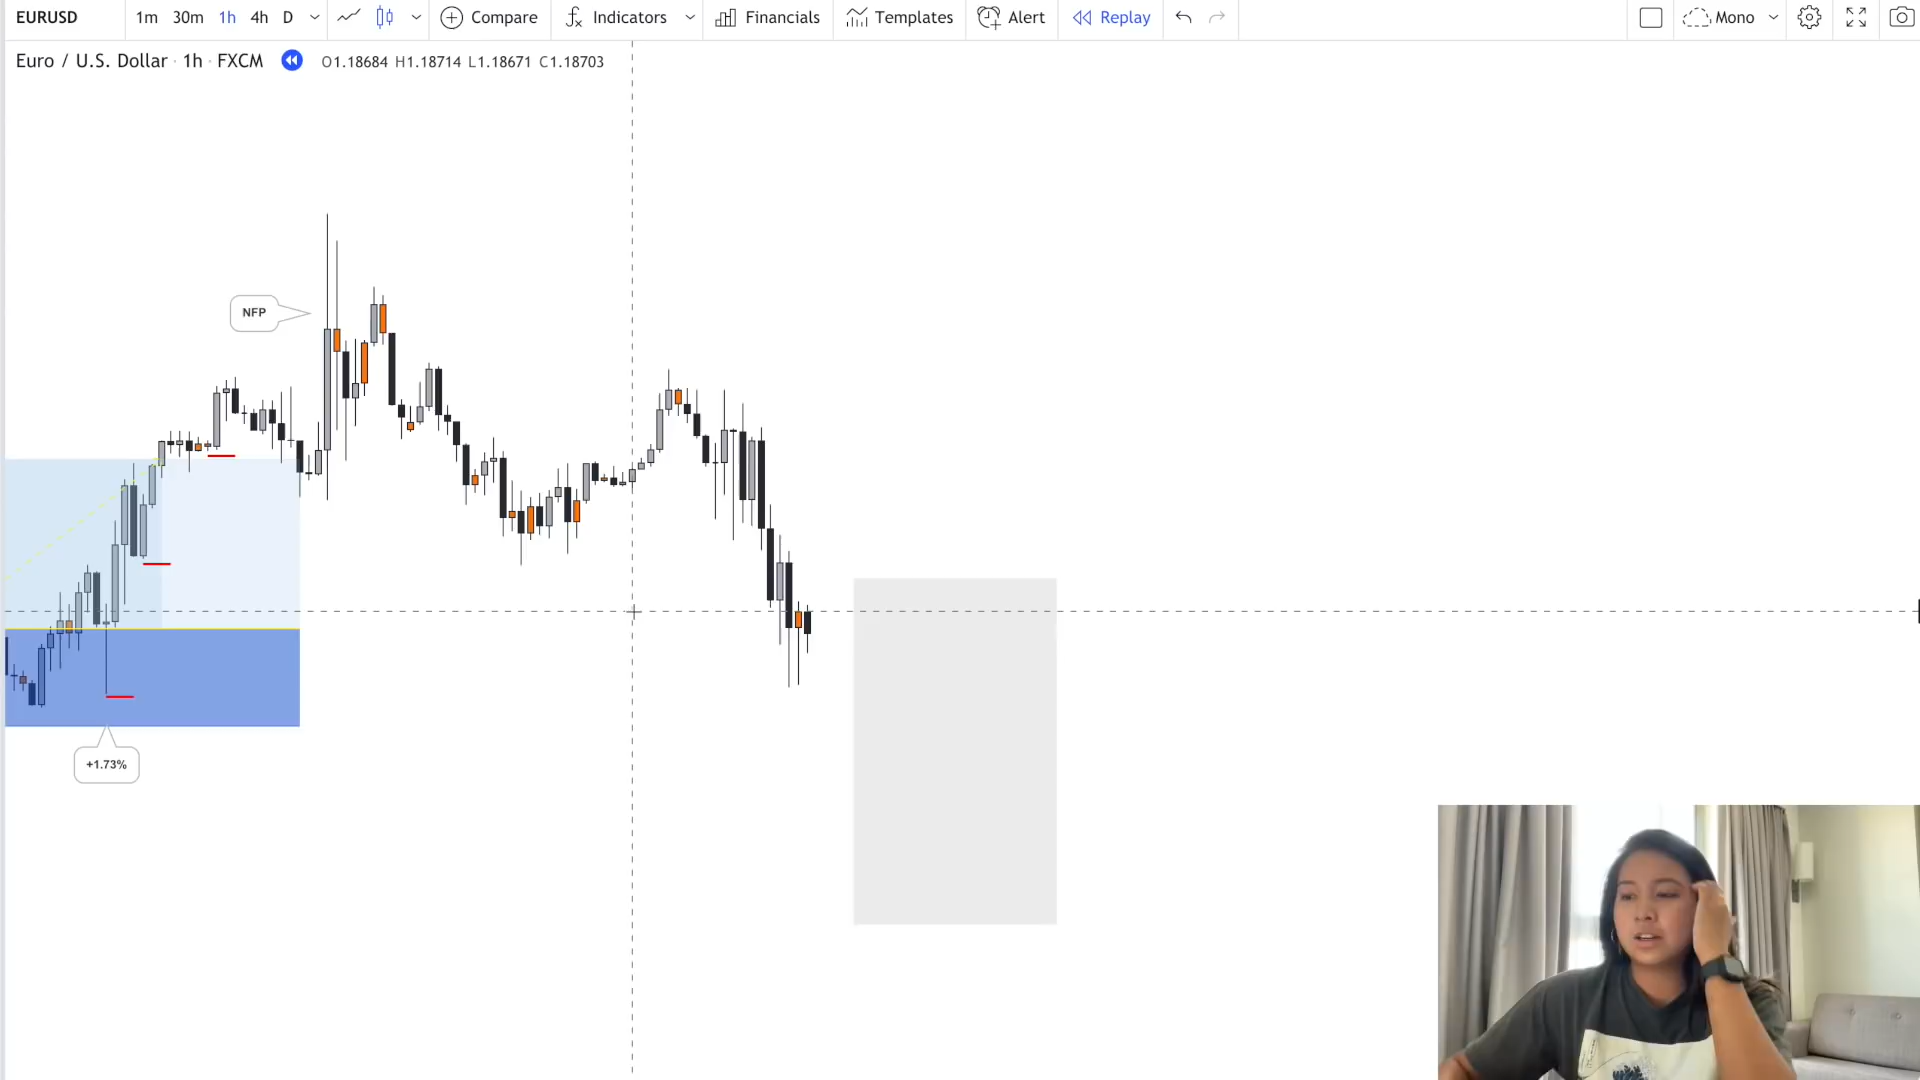 EURUSD 1m 30m 1h 4h D Compare Indicators Financials Templates Alert Replay Mono
Euro / U.S. Dollar · 1h · FXCM O1.18684 H1.18714 L1.18671 C1.18703
NFP
+1.73%